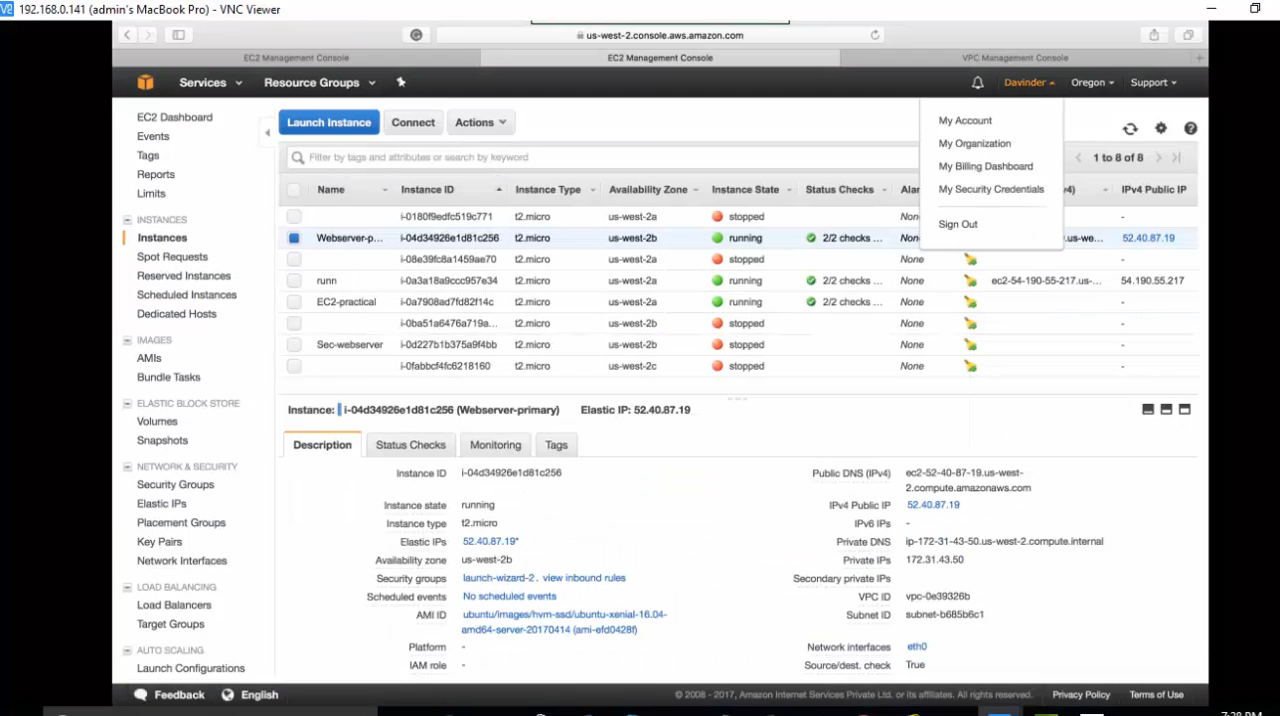 192.168.0.141 (admin's MacBook Pro) - VNC Viewer
us-west-2.console.aws.amazon.com
EC2 Management Console
EC2 Management Console
VPC Management Console
Services
Resource Groups
Davinder
Oregon
Support
My Account
My Organization
My Billing Dashboard
My Security Credentials
Sign Out
EC2 Dashboard
Events
Tags
Reports
Limits
INSTANCES
Instances
Spot Requests
Reserved Instances
Scheduled Instances
Dedicated Hosts
IMAGES
AMIs
Bundle Tasks
ELASTIC BLOCK STORE
Volumes
Snapshots
NETWORK & SECURITY
Security Groups
Elastic IPs
Placement Groups
Key Pairs
Network Interfaces
LOAD BALANCING
Load Balancers
Target Groups
AUTO SCALING
Launch Configurations
Launch Instance Connect Actions
Filter by tags and attributes or search by keyword
1 to 8 of 8
Name Instance ID Instance Type Availability Zone Instance State Status Checks Alar 4) IPv4 Public IP
i-0180f9edfc519c771 t2.micro us-west-2a stopped None -
Webserver-p... i-04d34926e1d81c256 t2.micro us-west-2b running 2/2 checks ... None .us-we... 52.40.87.19
i-08e39fc8a1459ae70 t2.micro us-west-2b stopped None -
runn i-0a3a18a9ccc957e34 t2.micro us-west-2a running 2/2 checks ... None ec2-54-190-55-217.us-... 54.190.55.217
EC2-practical i-0a7908ad7fd82f14c t2.micro us-west-2a running 2/2 checks ... None -
i-0ba51a6476a719a... t2.micro us-west-2b stopped None -
Sec-webserver i-0d227b1b375a9f4bb t2.micro us-west-2b stopped None -
i-0fabbcf4fc6218160 t2.micro us-west-2c stopped None -
Instance: i-04d34926e1d81c256 (Webserver-primary) Elastic IP: 52.40.87.19
Description Status Checks Monitoring Tags
Instance ID i-04d34926e1d81c256
Instance state running
Instance type t2.micro
Elastic IPs 52.40.87.19*
Availability zone us-west-2b
Security groups launch-wizard-2. view inbound rules
Scheduled events No scheduled events
AMI ID ubuntu/images/hvm-ssd/ubuntu-xenial-16.04-
amd64-server-20170414 (ami-efd0428f)
Platform -
IAM role -
Public DNS (IPv4) ec2-52-40-87-19.us-west-
2.compute.amazonaws.com
IPv4 Public IP 52.40.87.19
IPv6 IPs -
Private DNS ip-172-31-43-50.us-west-2.compute.internal
Private IPs 172.31.43.50
Secondary private IPs
VPC ID vpc-0e39326b
Subnet ID subnet-b685b6c1
Network interfaces eth0
Source/dest. check True
Feedback
English
© 2008 - 2017, Amazon Internet Services Private Ltd. or its affiliates. All rights reserved.
Privacy Policy
Terms of Use